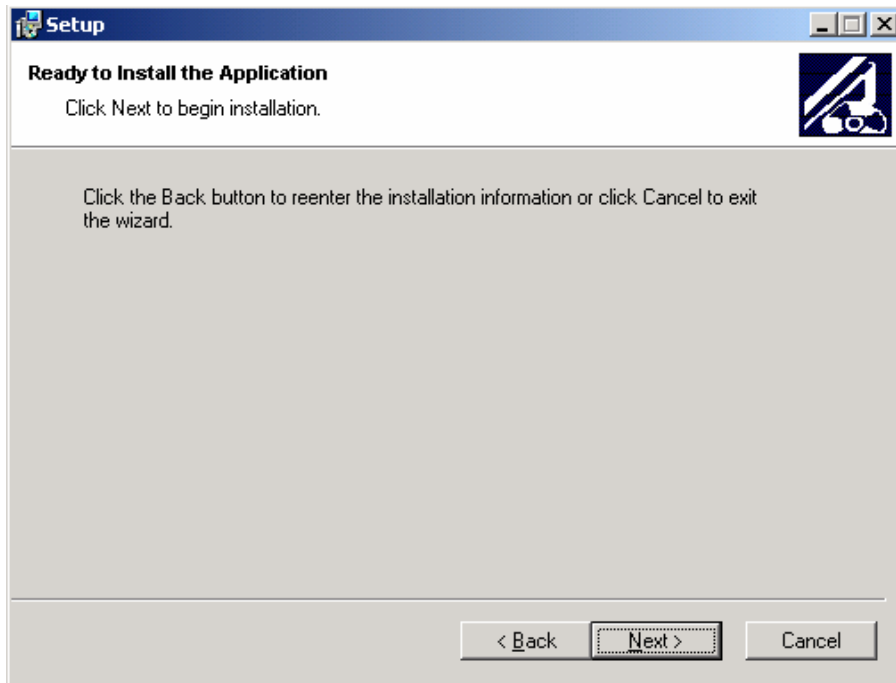 Setup
Ready to Install the Application
Click Next to begin installation.
Click the Back button to reenter the installation information or click Cancel to exit
the wizard.
< Back Next > Cancel